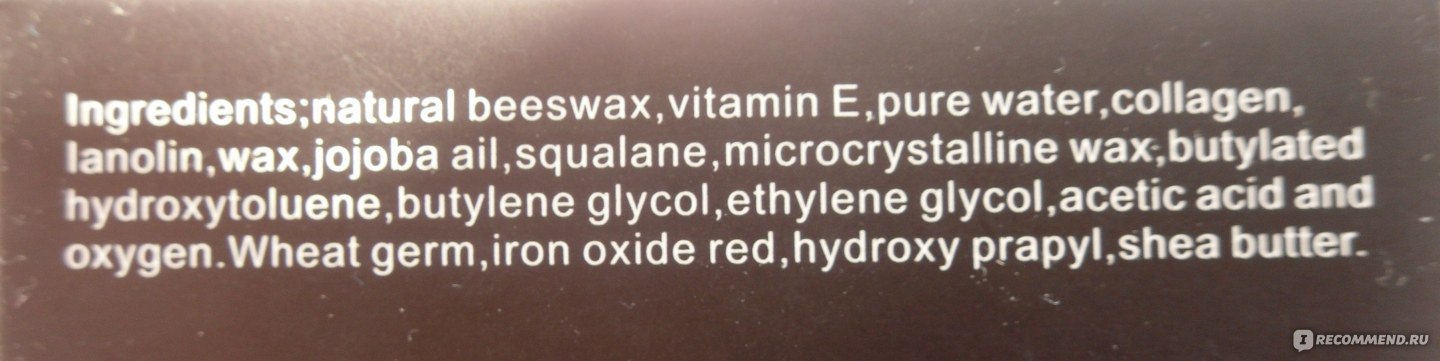 Ingredients;natural beeswax,vitamin E,pure water,collagen,
lanolin,wax,jojoba ail,squalane,microcrystalline wax,butylated
hydroxytoluene,butylene glycol,ethylene glycol,acetic acid and
oxygen.Wheat germ,iron oxide red,hydroxy prapyl,shea butter.
IRECOMMEND.RU